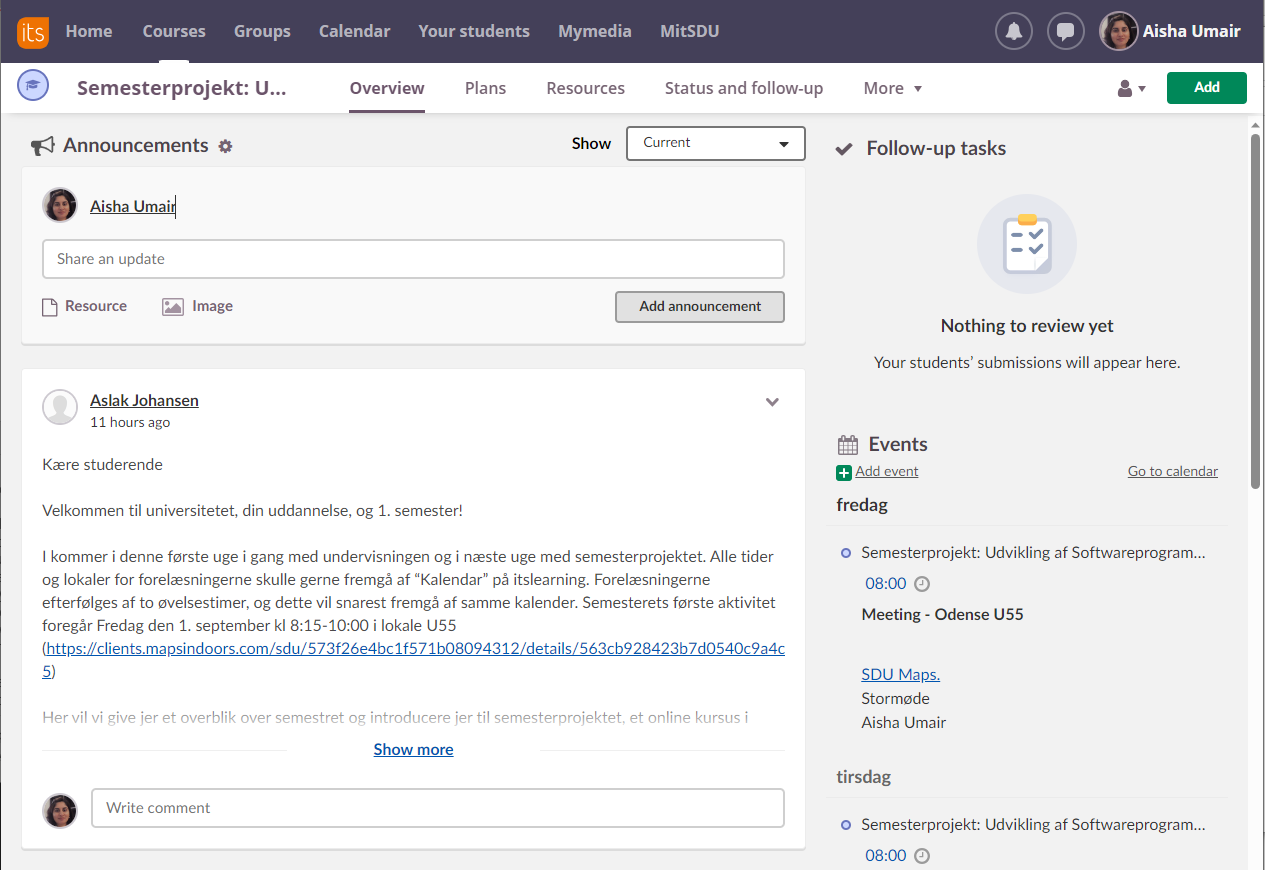 its Home Courses Groups Calendar Your students Mymedia MitSDU Aisha Umair
Semesterprojekt: U... Overview Plans Resources Status and follow-up More Add
Announcements Show Current
Aisha Umair
Share an update
Resource Image Add announcement
Aslak Johansen
11 hours ago
Kære studerende
Velkommen til universitetet, din uddannelse, og 1. semester!
I kommer i denne første uge i gang med undervisningen og i næste uge med semesterprojektet. Alle tider
og lokaler for forelæsningerne skulle gerne fremgå af “Kalendar” på itslearning. Forelæsningerne
efterfølges af to øvelsestimer, og dette vil snarest fremgå af samme kalender. Semesterets første aktivitet
foregår Fredag den 1. september kl 8:15-10:00 i lokale U55
(https://clients.mapsindoors.com/sdu/573f26e4bc1f571b08094312/details/563cb928423b7d0540c9a4c
5)
Her vil vi give jer et overblik over semestret og introducere jer til semesterprojektet, et online kursus i
Show more
Write comment
Follow-up tasks
Nothing to review yet
Your students’ submissions will appear here.
Events
Add event Go to calendar
fredag
Semesterprojekt: Udvikling af Softwareprogram...
08:00
Meeting - Odense U55
SDU Maps.
Stormøde
Aisha Umair
tirsdag
Semesterprojekt: Udvikling af Softwareprogram...
08:00